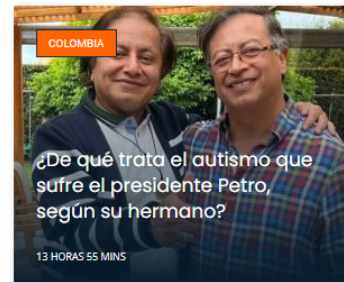 COLOMBIA
¿De qué trata el autismo que
sufre el presidente Petro,
según su hermano?
13 HORAS 55 MINS